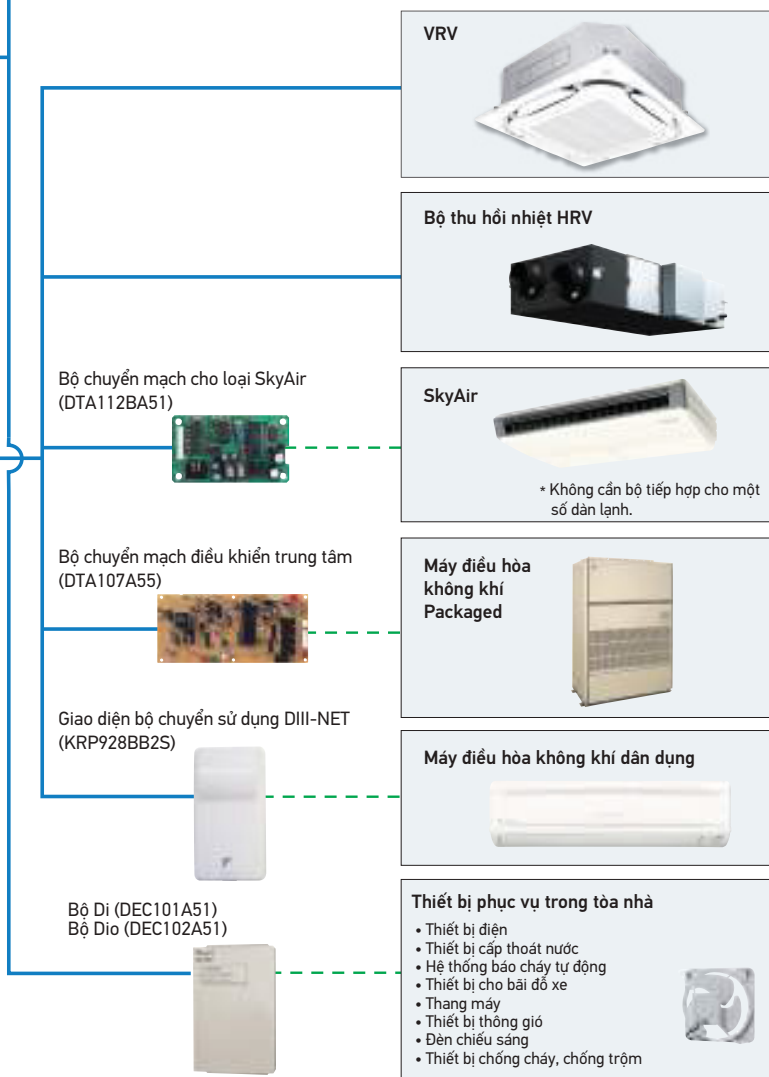 VRV
Bộ thu hồi nhiệt HRV
Bộ chuyển mạch cho loại SkyAir
(DTA112BA51)
SkyAir
* Không cần bộ tiếp hợp cho một
số dàn lạnh.
Bộ chuyển mạch điều khiển trung tâm
(DTA107A55)
Máy điều hòa
không khí
Packaged
Giao diện bộ chuyển sử dụng DIII-NET
(KRP928BB2S)
Máy điều hòa không khí dân dụng
Bộ Di (DEC101A51)
Bộ Dio (DEC102A51)
Thiết bị phục vụ trong tòa nhà
• Thiết bị điện
• Thiết bị cấp thoát nước
• Hệ thống báo cháy tự động
• Thiết bị cho bãi đỗ xe
• Thang máy
• Thiết bị thông gió
• Đèn chiếu sáng
• Thiết bị chống cháy, chống trộm